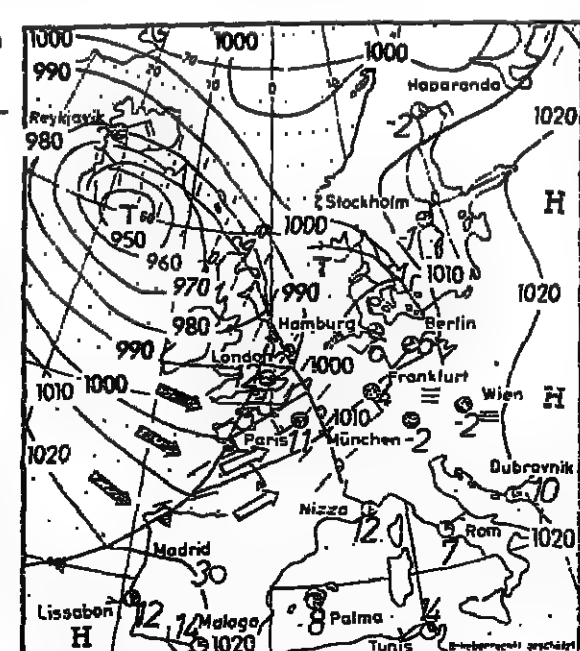 1000 1000 1000
990
Haparanda
-2
1020
Reykjavik
980
H
Stockholm
T
950
1000
960
T
1010
970
990
1020
980
Hamburg
Berlin
990
London
1000
Frankfurt
1010 1000
H
Wien
1010
-2
Paris 11 München -2
1020
Dubrovnik
10
Nizza
12
Rom
7
1020
Madrid
30
Lissabon 12
14 Malaga
8 Palma
H
1020
Tunis
14